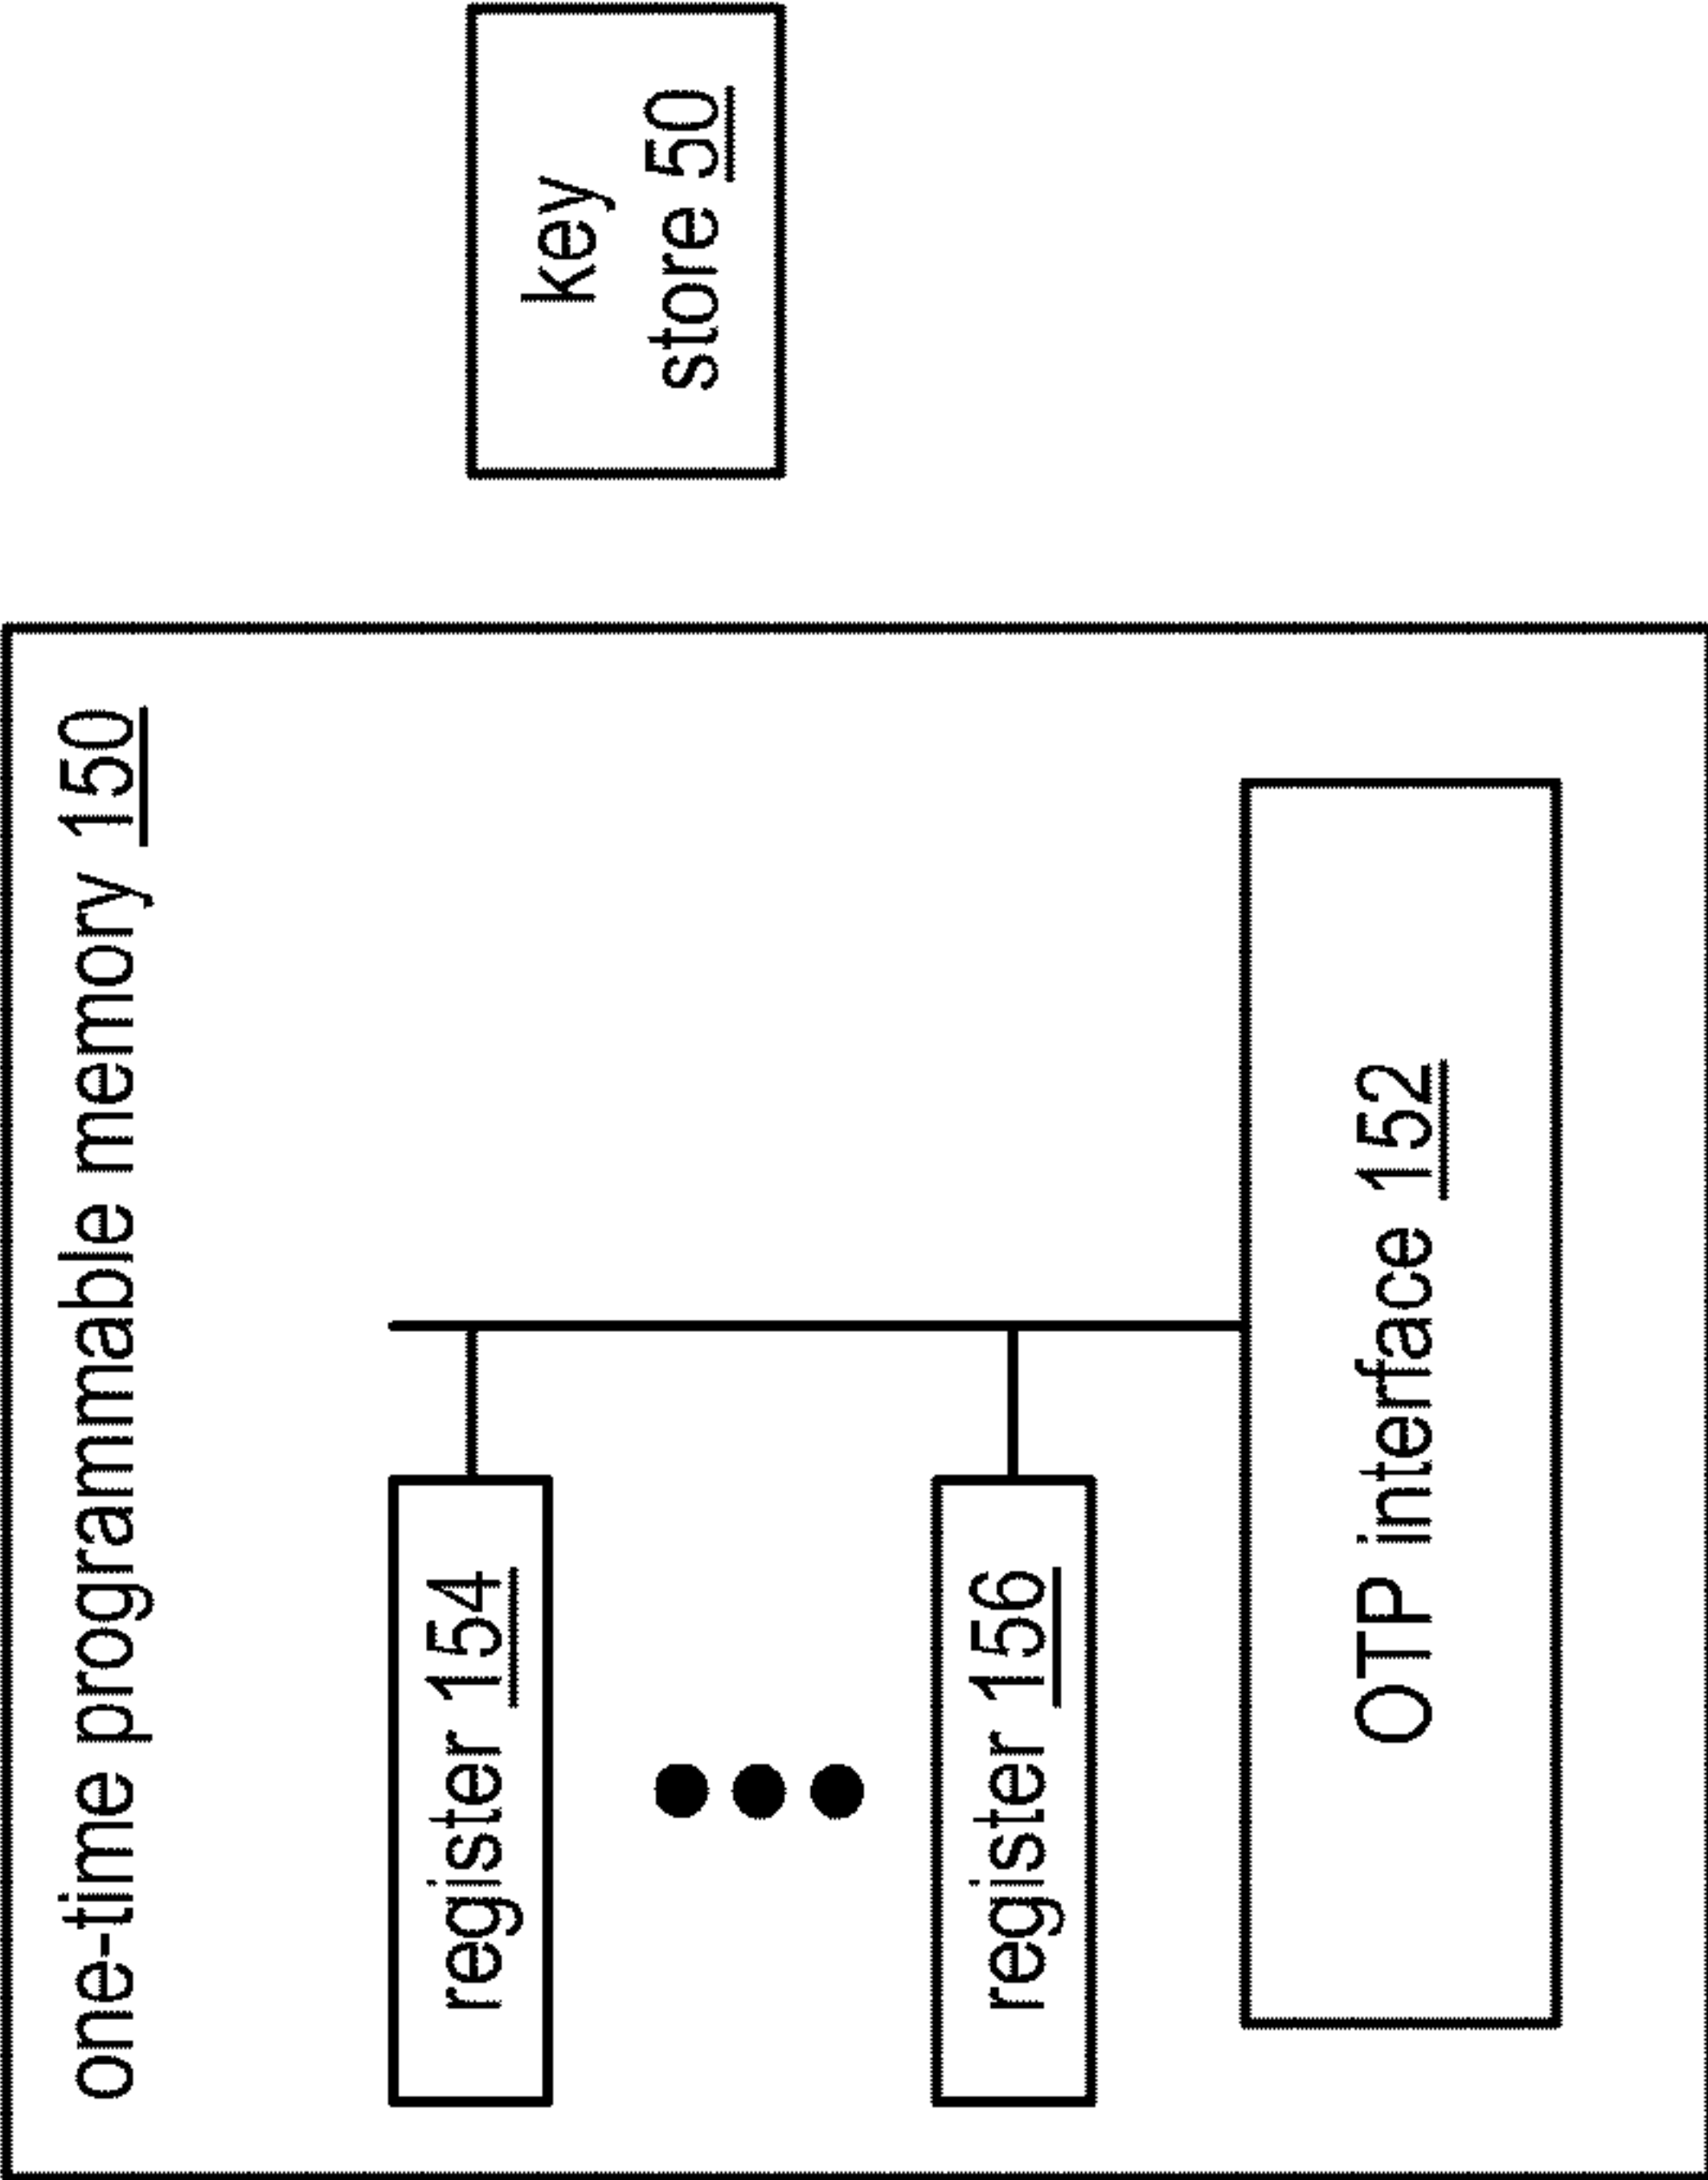 one-time programmable memory 150
register 154
register 156
OTP interface 152
key
store 50